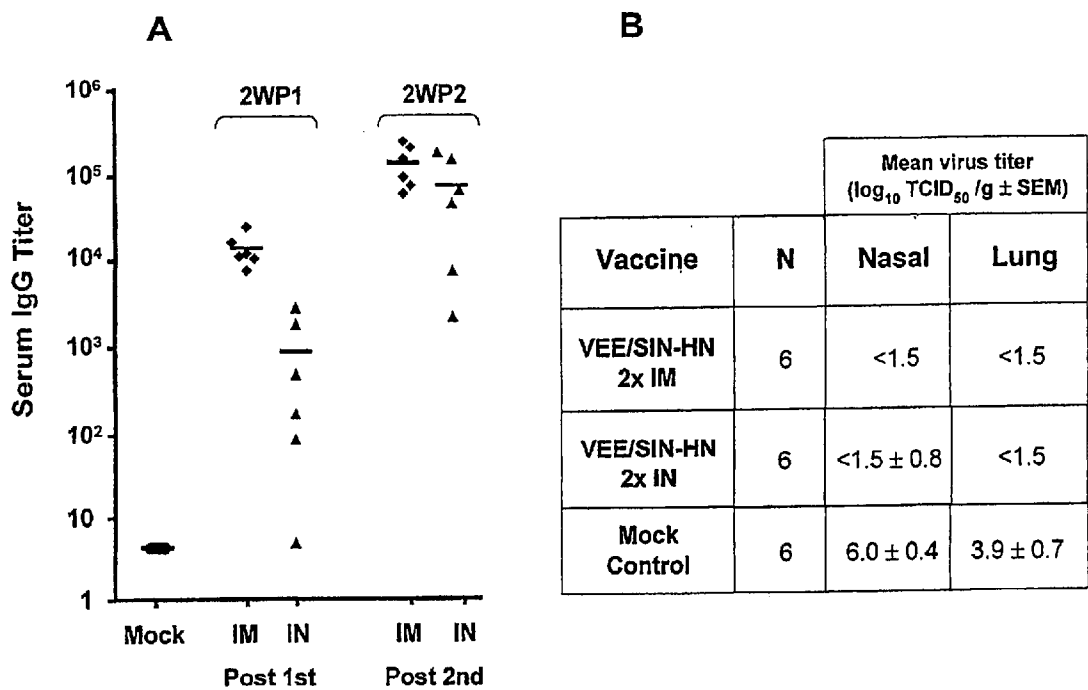 A
B
Serum IgG Titer
10⁶
10⁵
10⁴
10³
10²
10
1
2WP1
2WP2
Mock
IM
IN
IM
IN
Post 1st
Post 2nd
Mean virus titer
(log₁₀ TCID₅₀ /g ± SEM)
Vaccine N Nasal Lung
VEE/SIN-HN
2x IM
6 <1.5 <1.5
VEE/SIN-HN
2x IN
6 <1.5 ± 0.8 <1.5
Mock
Control
6 6.0 ± 0.4 3.9 ± 0.7